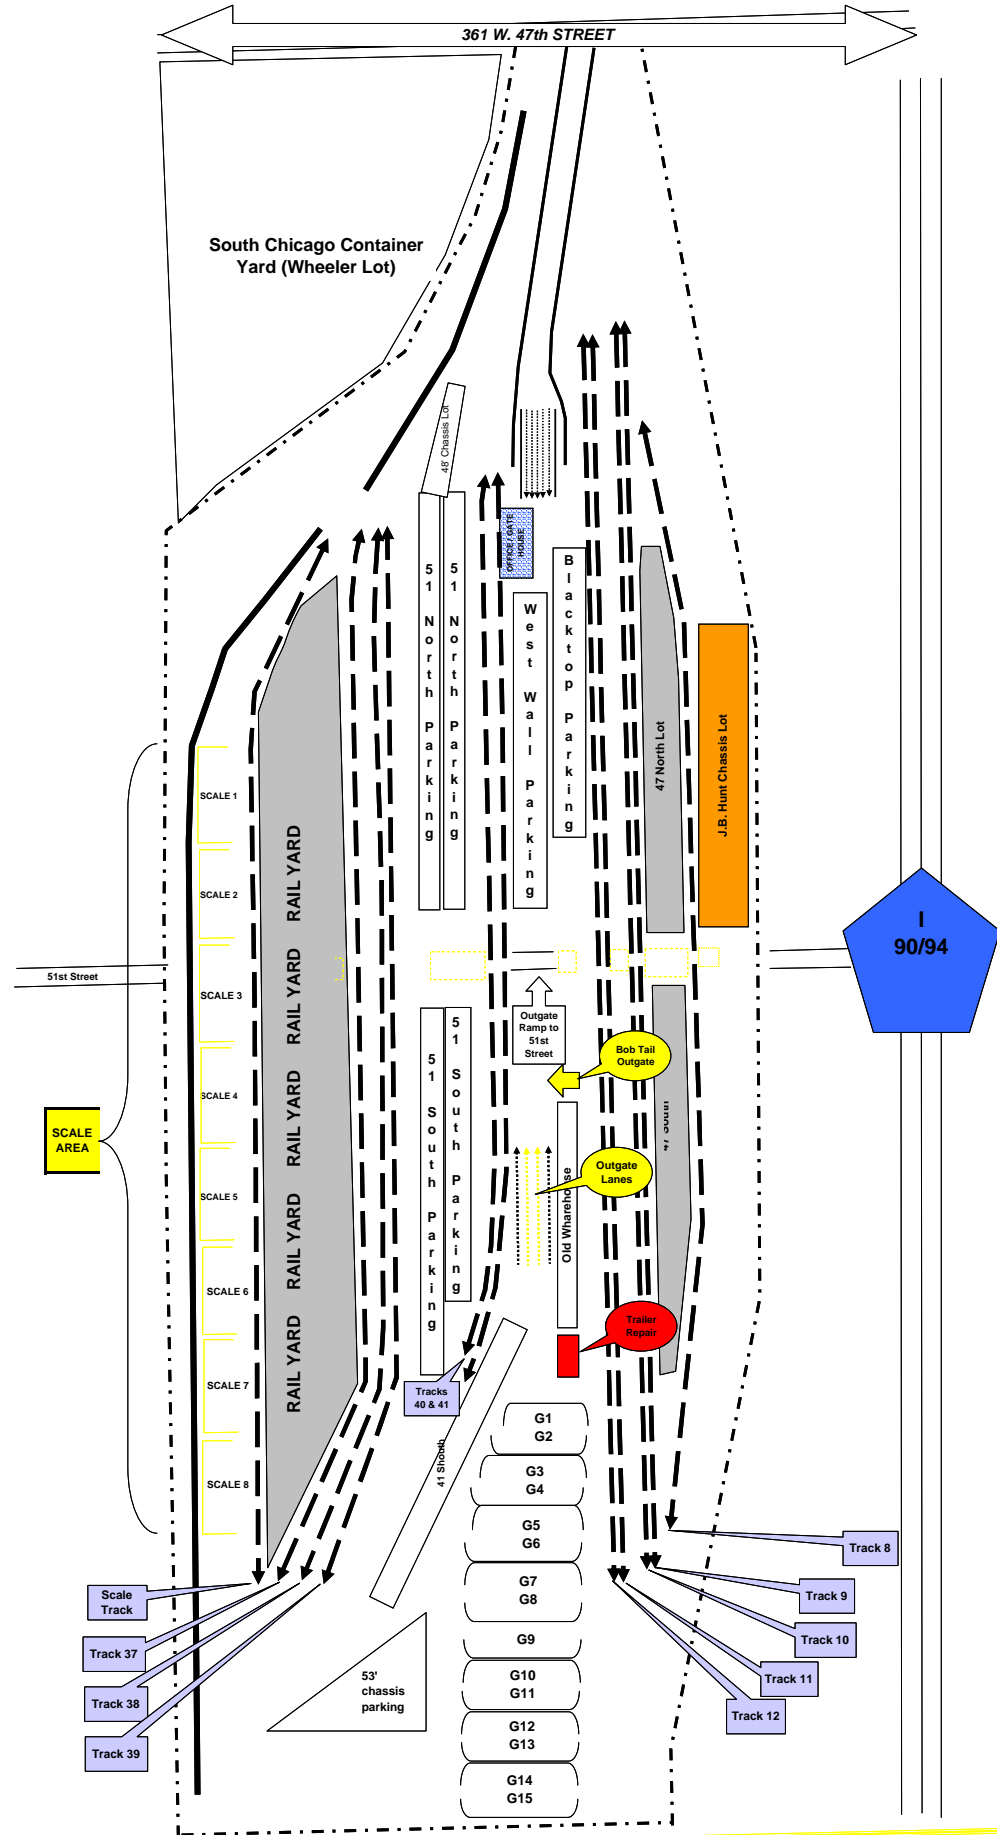 361 W. 47th STREET
South Chicago Container
Yard (Wheeler Lot)
48' Chassis Lot
OFFICE / GATE
HOUSE
51 North Parking
51 North Parking
West Wall Parking
Blacktop Parking
47 North Lot
J.B. Hunt Chassis Lot
SCALE 1
SCALE 2
SCALE 3
SCALE 4
SCALE 5
SCALE 6
SCALE 7
SCALE 8
RAIL YARD
RAIL YARD
RAIL YARD
RAIL YARD
RAIL YARD
RAIL YARD
51st Street
I
90/94
Outgate
Ramp to
51st
Street
Bob Tail
Outgate
SCALE
AREA
51 South Parking
51 South Parking
47 South
Outgate
Lanes
Old Wharehouse
Trailer
Repair
Tracks
40 & 41
41 Shouth
G1
G2
G3
G4
G5
G6
G7
G8
G9
G10
G11
G12
G13
G14
G15
53'
chassis
parking
Scale
Track
Track 37
Track 38
Track 39
Track 8
Track 9
Track 10
Track 11
Track 12